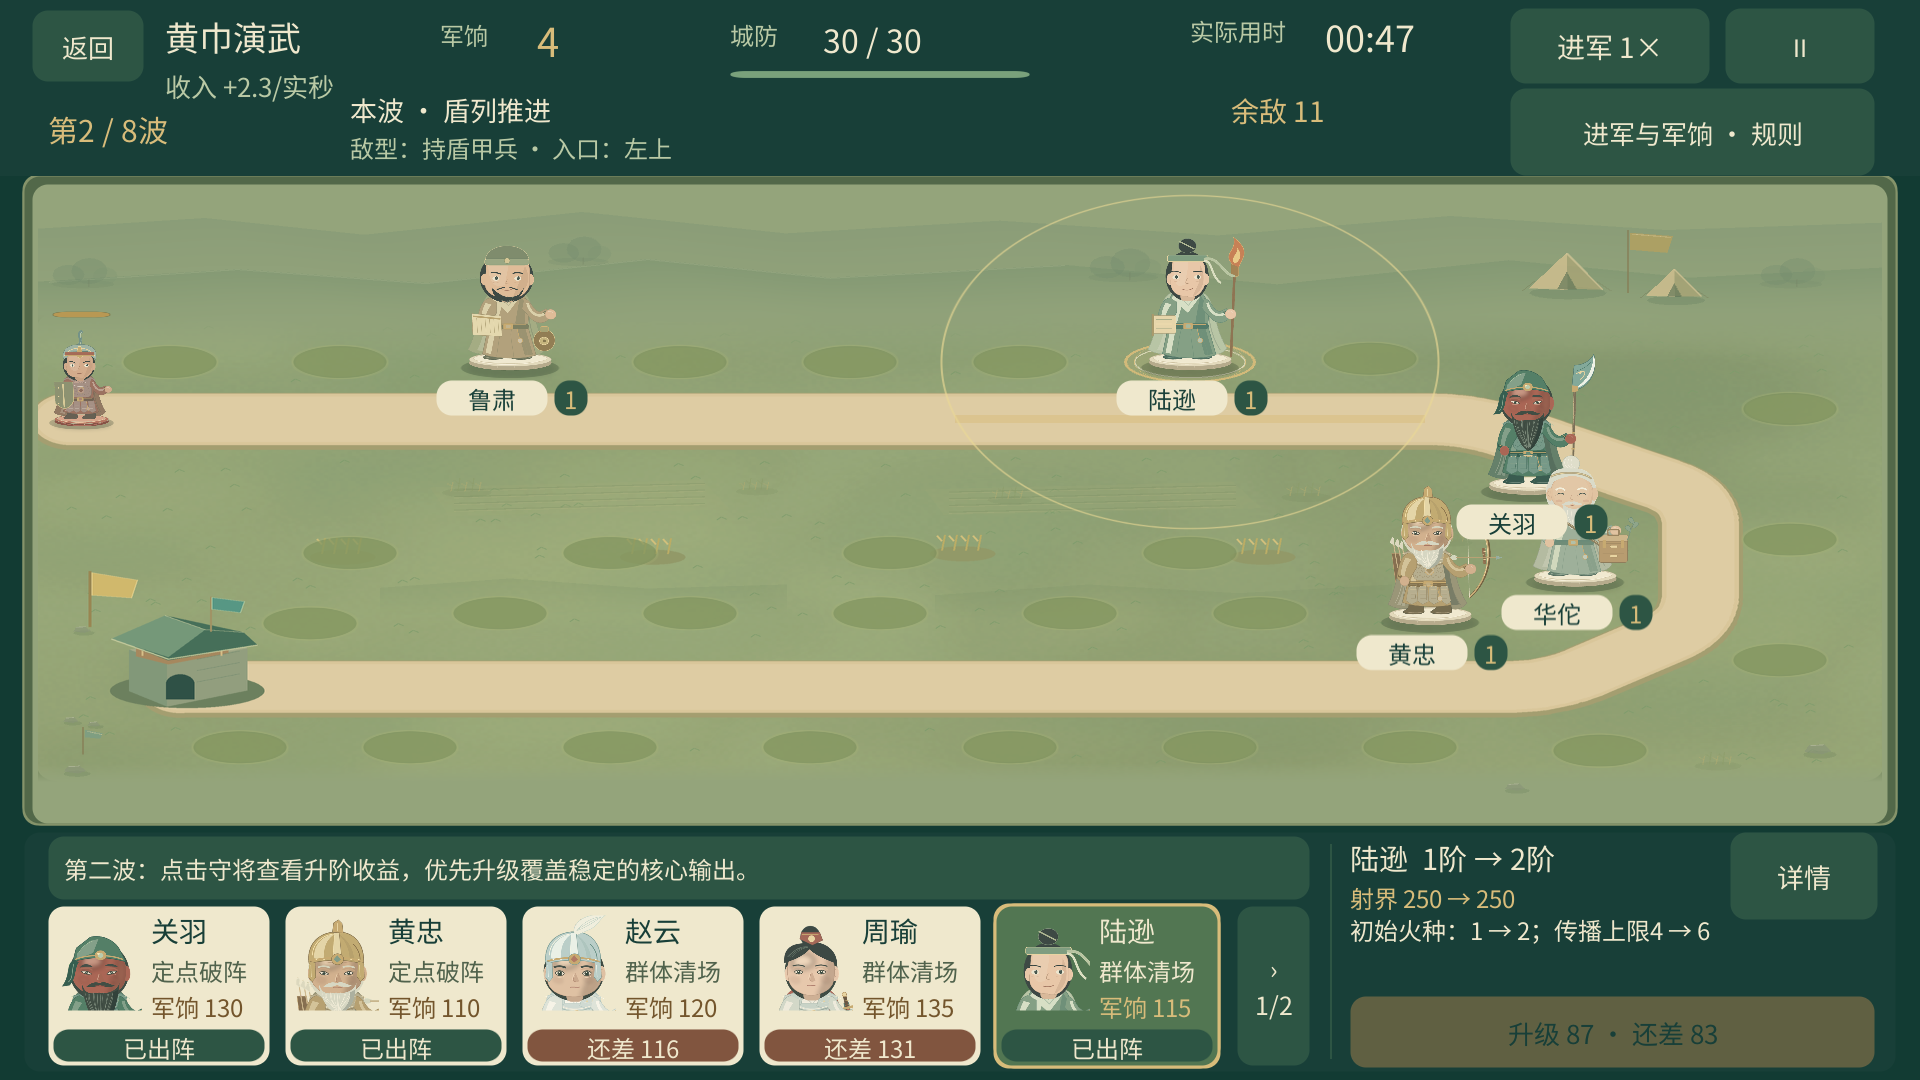 返回
黄巾演武
收入 +2.3/实秒
军饷 4
城防 30 / 30
实际用时 00:47
进军 1×
II
第2 / 8波
本波 · 盾列推进
敌型：持盾甲兵 · 入口：左上
余敌 11
进军与军饷 · 规则
鲁肃 1
陆逊 1
关羽 1
华佗 1
黄忠 1
第二波：点击守将查看升阶收益，优先升级覆盖稳定的核心输出。
关羽
定点破阵
军饷 130
已出阵
黄忠
定点破阵
军饷 110
已出阵
赵云
群体清场
军饷 120
还差 116
周瑜
群体清场
军饷 135
还差 131
陆逊
群体清场
军饷 115
已出阵
›
1/2
陆逊 1阶 → 2阶
射界 250 → 250
初始火种：1 → 2；传播上限4 → 6
详情
升级 87 · 还差 83